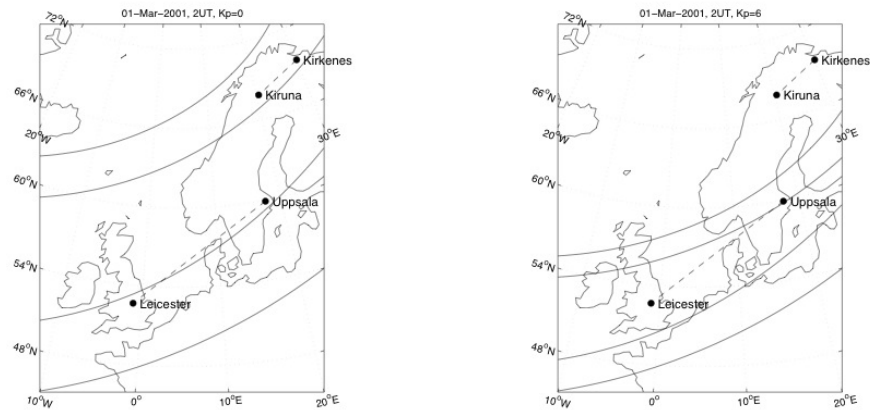 01-Mar-2001, 2UT, Kp=0
72°N
Kirkenes
Kiruna
66°N
20°W
30°E
60°N
Uppsala
54°N
Leicester
48°N
10°W
0°
10°E
20°E
01-Mar-2001, 2UT, Kp=6
72°N
Kirkenes
Kiruna
66°N
20°W
30°E
60°N
Uppsala
54°N
Leicester
48°N
10°W
0°
10°E
20°E